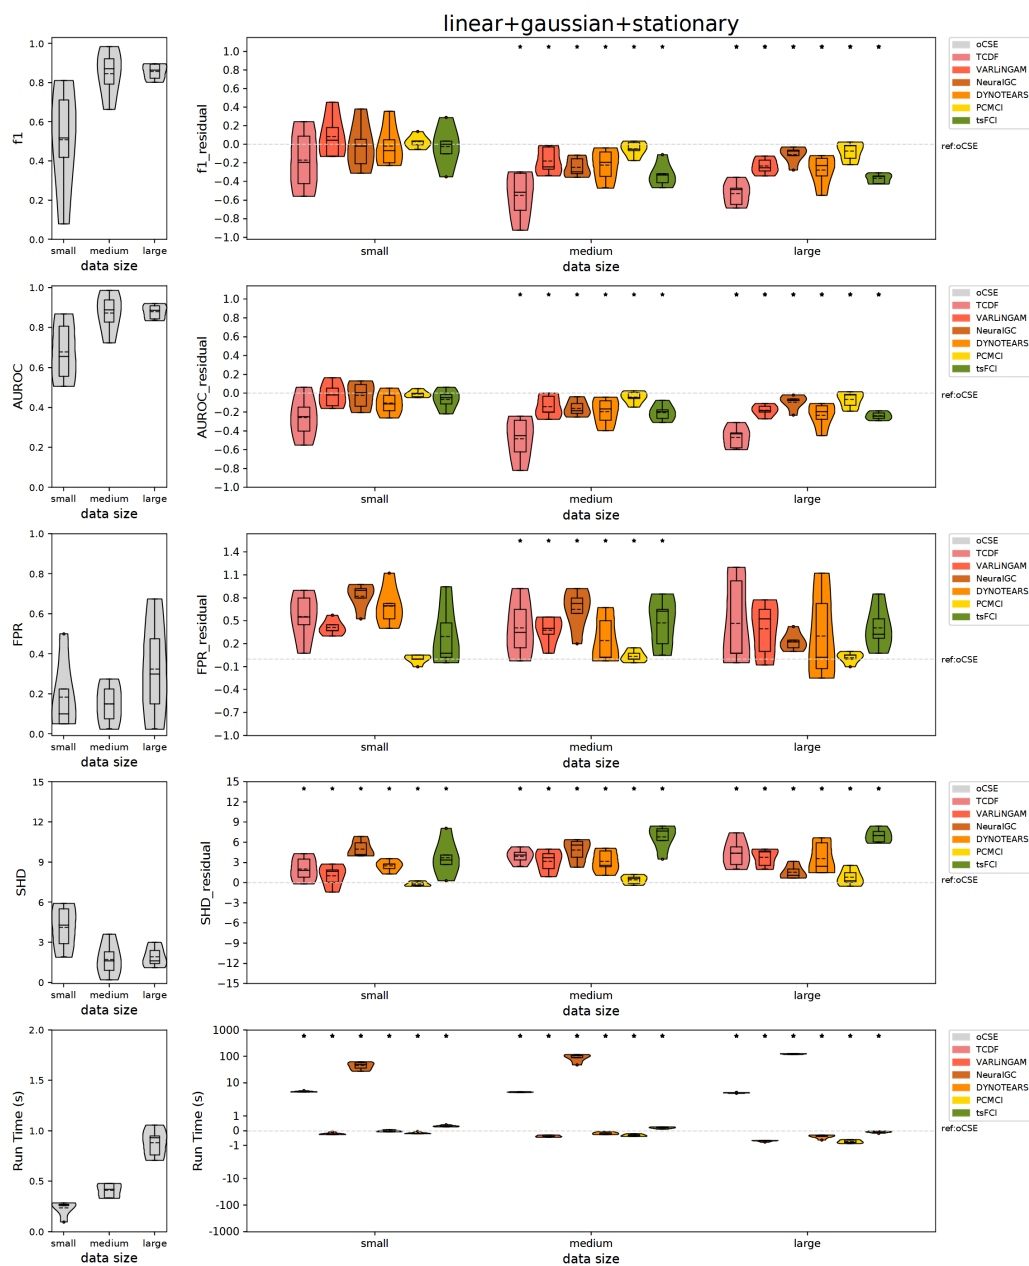 linear+gaussian+stationary
f1
1.0
0.8
0.6
0.4
0.2
0.0
small medium large
data size
f1_residual
1.0
0.8
0.6
0.4
0.2
0.0
−0.2
−0.4
−0.6
−0.8
−1.0
small medium large
data size
* * * * * * * * * * * *
ref:oCSE
oCSE
TCDF
VARLiNGAM
NeuralGC
DYNOTEARS
PCMCI
tsFCI
AUROC
1.0
0.8
0.6
0.4
0.2
0.0
small medium large
data size
AUROC_residual
1.0
0.8
0.6
0.4
0.2
0.0
−0.2
−0.4
−0.6
−0.8
−1.0
small medium large
data size
* * * * * * * * * * * *
ref:oCSE
oCSE
TCDF
VARLiNGAM
NeuralGC
DYNOTEARS
PCMCI
tsFCI
FPR
1.0
0.8
0.6
0.4
0.2
0.0
small medium large
data size
FPR_residual
1.4
1.1
0.8
0.5
0.2
−0.1
−0.4
−0.7
−1.0
small medium large
data size
* * * * * *
ref:oCSE
oCSE
TCDF
VARLiNGAM
NeuralGC
DYNOTEARS
PCMCI
tsFCI
SHD
15
12
9
6
3
0
small medium large
data size
SHD_residual
15
12
9
6
3
0
−3
−6
−9
−12
−15
small medium large
data size
* * * * * * * * * * * * * * * * * *
ref:oCSE
oCSE
TCDF
VARLiNGAM
NeuralGC
DYNOTEARS
PCMCI
tsFCI
Run Time (s)
2.0
1.5
1.0
0.5
0.0
small medium large
data size
Run Time (s)
1000
100
10
1
0
-1
-10
-100
-1000
small medium large
data size
* * * * * * * * * * * * * * * * * *
ref:oCSE
oCSE
TCDF
VARLiNGAM
NeuralGC
DYNOTEARS
PCMCI
tsFCI